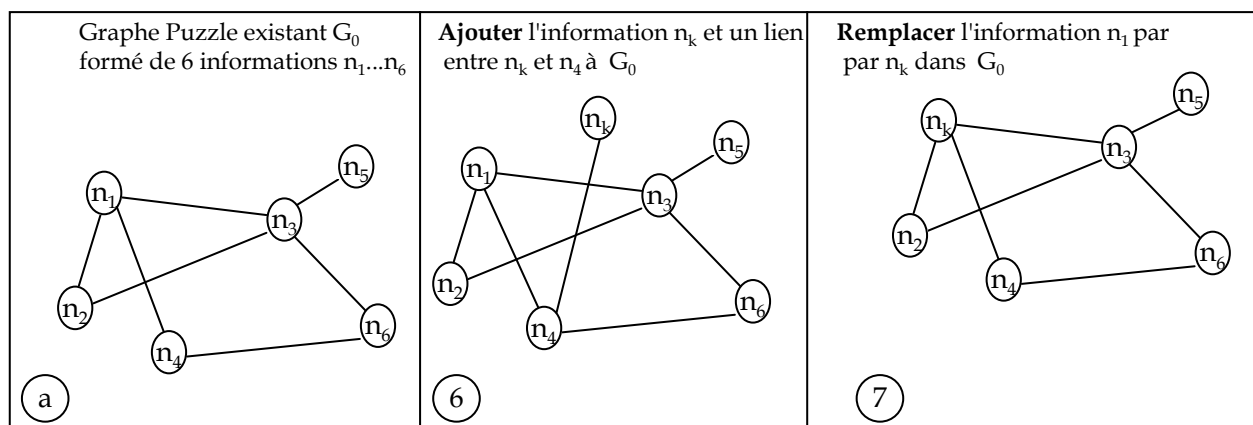 Graphe Puzzle existant G0
formé de 6 informations n1...n6
n1
n5
n3
n2
n6
n4
a
Ajouter l'information nk et un lien
entre nk et n4 à G0
nk
n5
n1
n3
n2
n6
n4
6
Remplacer l'information n1 par
par nk dans G0
n5
nk
n3
n2
n6
n4
7